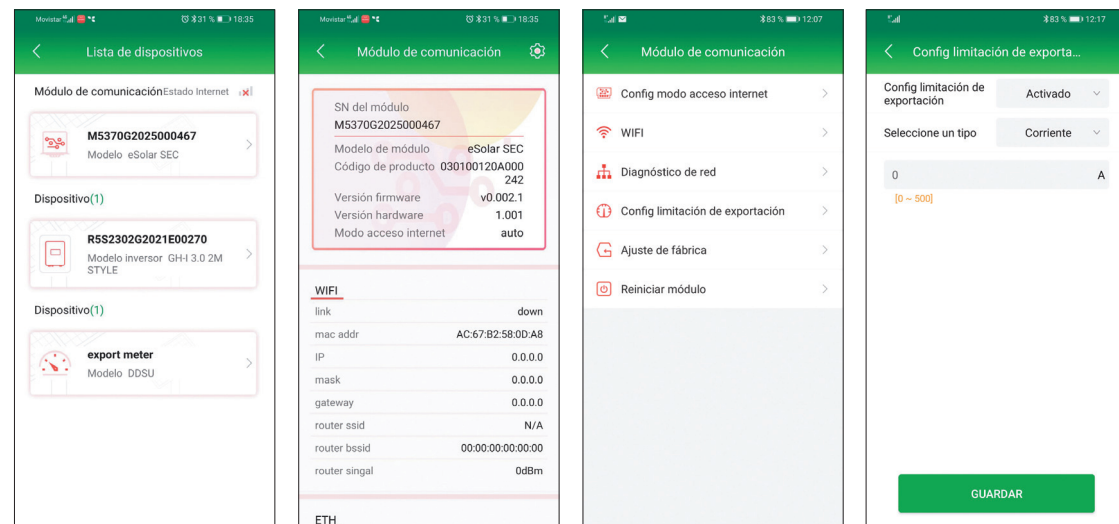 Movistar 31 % 18:35
Lista de dispositivos
Módulo de comunicación Estado Internet
M5370G2025000467
Modelo eSolar SEC
Dispositivo(1)
R5S2302G2021E00270
Modelo inversor GH-I 3.0 2M
STYLE
Dispositivo(1)
export meter
Modelo DDSU
Movistar 31 % 18:35
Módulo de comunicación
SN del módulo
M5370G2025000467
Modelo de módulo eSolar SEC
Código de producto 030100120A000
242
Versión firmware v0.002.1
Versión hardware 1.001
Modo acceso internet auto
WIFI
link down
mac addr AC:67:B2:58:0D:A8
IP 0.0.0.0
mask 0.0.0.0
gateway 0.0.0.0
router ssid N/A
router bssid 00:00:00:00:00:00
router singal 0dBm
ETH
83 % 12:07
Módulo de comunicación
Config modo acceso internet
WIFI
Diagnóstico de red
Config limitación de exportación
Ajuste de fábrica
Reiniciar módulo
83 % 12:17
Config limitación de exporta...
Config limitación de
exportación Activado
Seleccione un tipo Corriente
0 A
[0 ~ 500]
GUARDAR